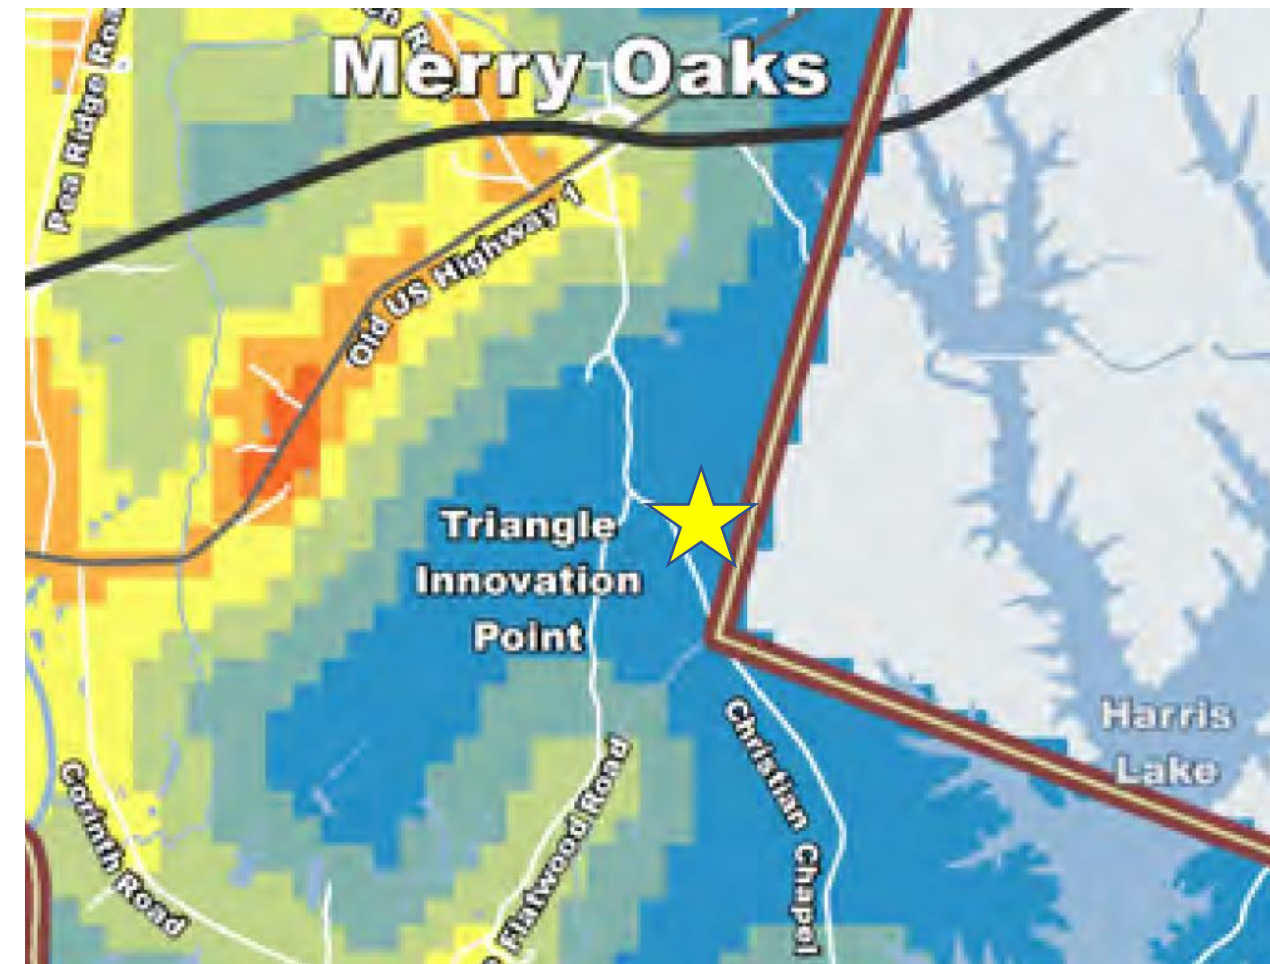 Merry Oaks
Pea Ridge Road
Old US Highway 1
Triangle
Innovation
Point
Harris
Lake
Christian Chapel
Flatwood Road
Corinth Road